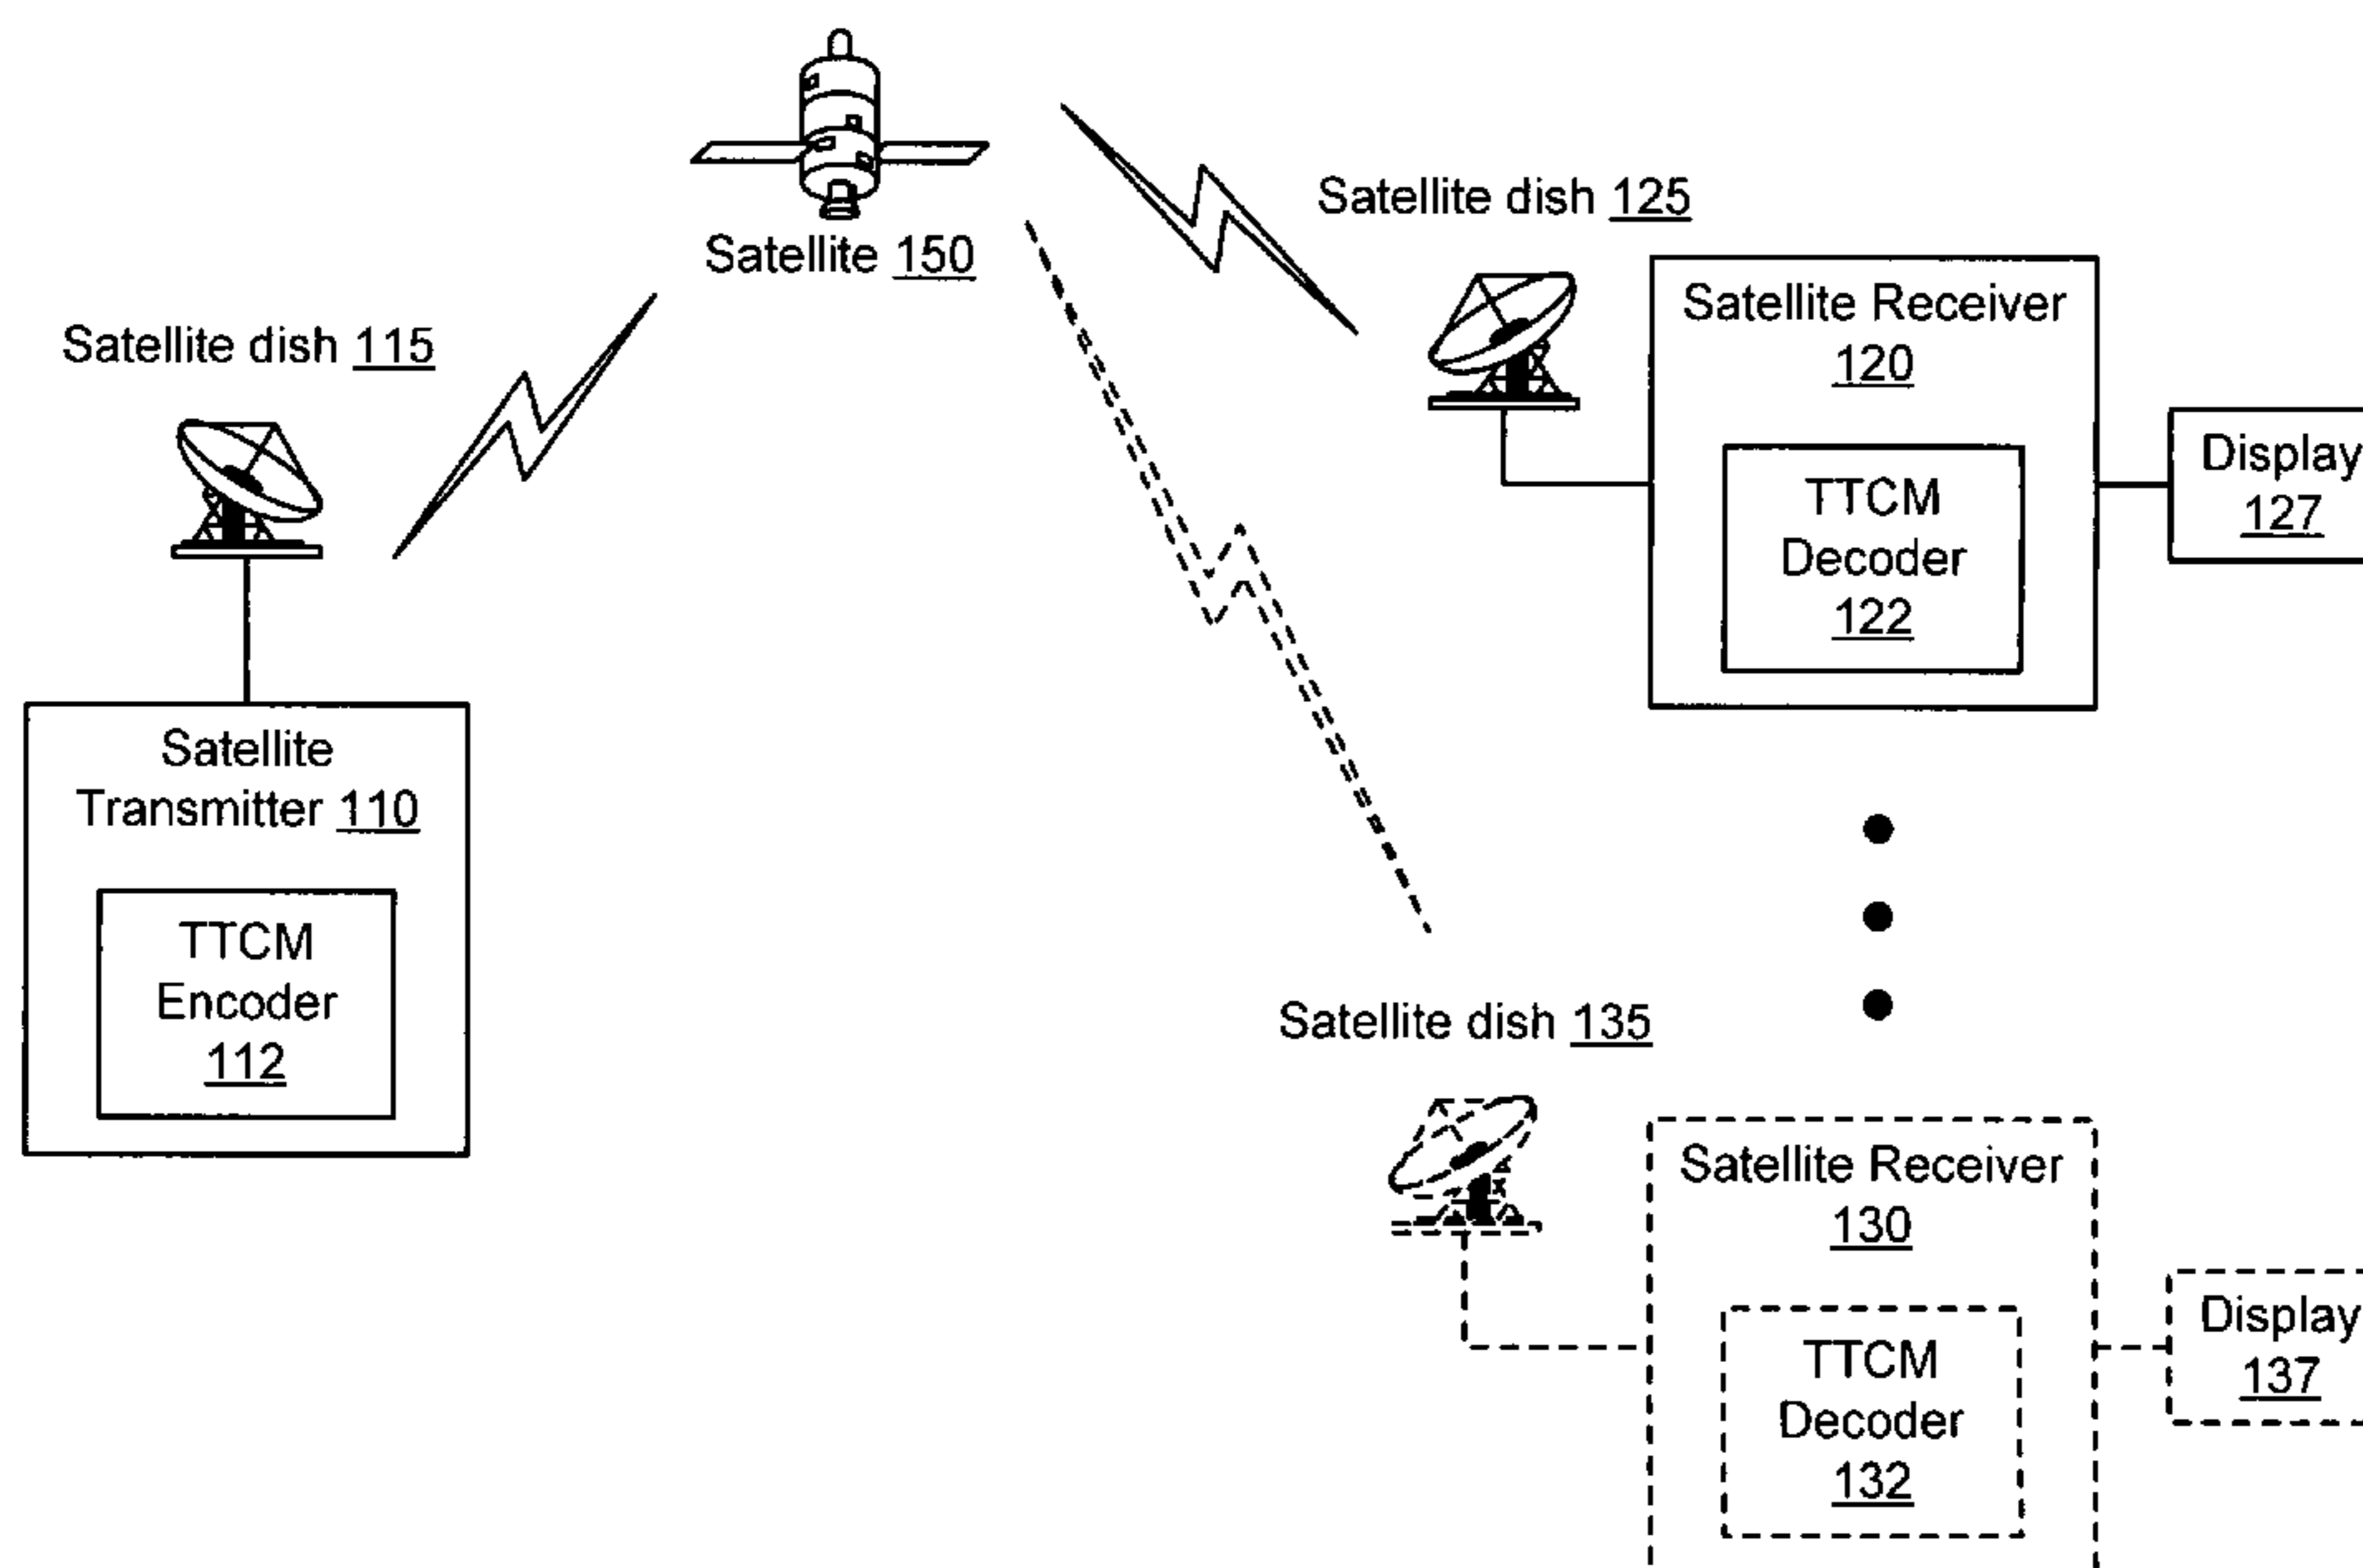 Satellite 150
Satellite dish 115
Satellite
Transmitter 110
TTCM
Encoder
112
Satellite dish 125
Satellite Receiver
120
TTCM
Decoder
122
Display
127
Satellite dish 135
Satellite Receiver
130
TTCM
Decoder
132
Display
137